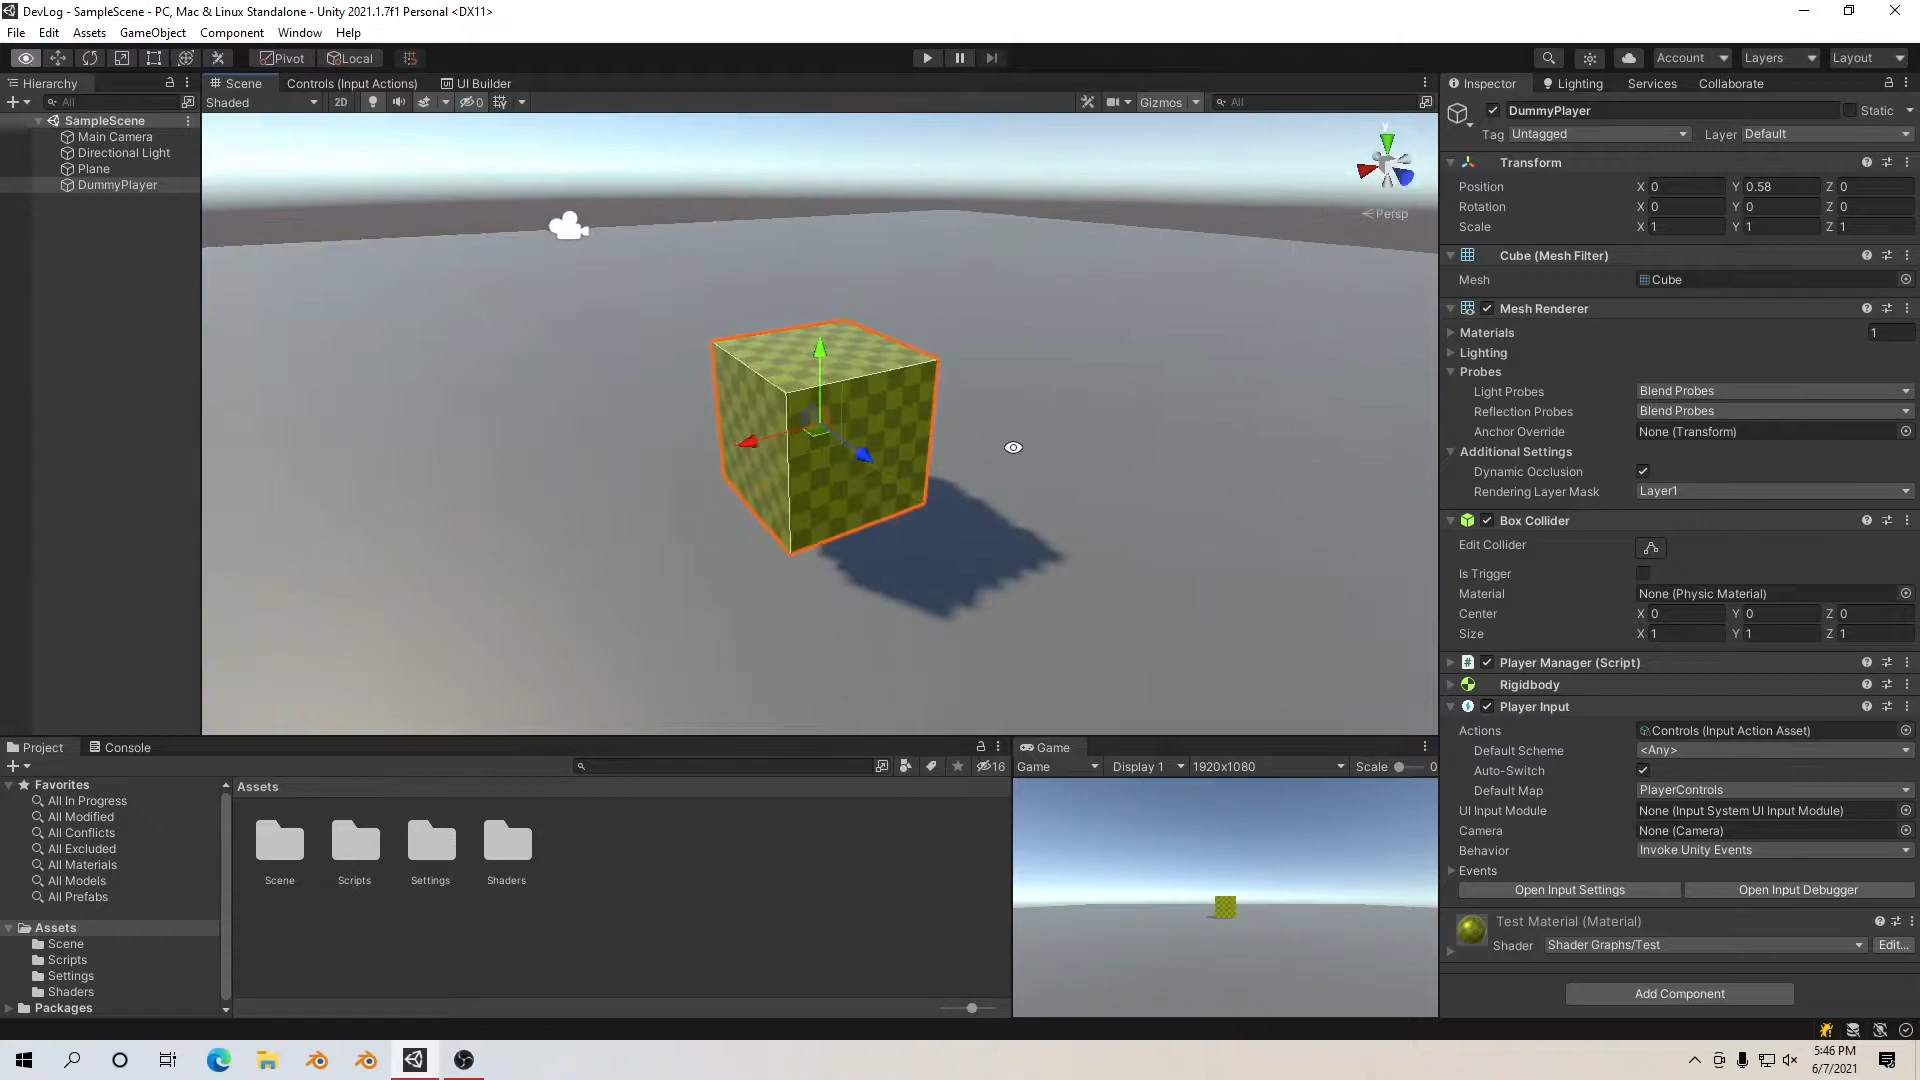 DevLog - SampleScene - PC, Mac & Linux Standalone - Unity 2021.1.7f1 Personal <DX11>
File Edit Assets GameObject Component Window Help
Pivot Local Account Layers Layout
Hierarchy
All
SampleScene
Main Camera
Directional Light
Plane
DummyPlayer
Scene Controls (Input Actions) UI Builder
Shaded 2D 0 Gizmos All
y
Persp
Inspector Lighting Services Collaborate
DummyPlayer Static
Tag Untagged Layer Default
Transform
Position X 0 Y 0.58 Z 0
Rotation X 0 Y 0 Z 0
Scale X 1 Y 1 Z 1
Cube (Mesh Filter)
Mesh Cube
Mesh Renderer
Materials 1
Lighting
Probes
Light Probes Blend Probes
Reflection Probes Blend Probes
Anchor Override None (Transform)
Additional Settings
Dynamic Occlusion
Rendering Layer Mask Layer1
Box Collider
Edit Collider
Is Trigger
Material None (Physic Material)
Center X 0 Y 0 Z 0
Size X 1 Y 1 Z 1
Player Manager (Script)
Rigidbody
Player Input
Actions Controls (Input Action Asset)
Default Scheme <Any>
Auto-Switch
Default Map PlayerControls
UI Input Module None (Input System UI Input Module)
Camera None (Camera)
Behavior Invoke Unity Events
Events
Open Input Settings Open Input Debugger
Test Material (Material)
Shader Shader Graphs/Test Edit...
Add Component
Project Console
16
Favorites
All In Progress
All Modified
All Conflicts
All Excluded
All Materials
All Models
All Prefabs
Assets
Scene
Scripts
Settings
Shaders
Packages
Assets
Scene Scripts Settings Shaders
Game
Game Display 1 1920x1080 Scale 0
5:46 PM
6/7/2021